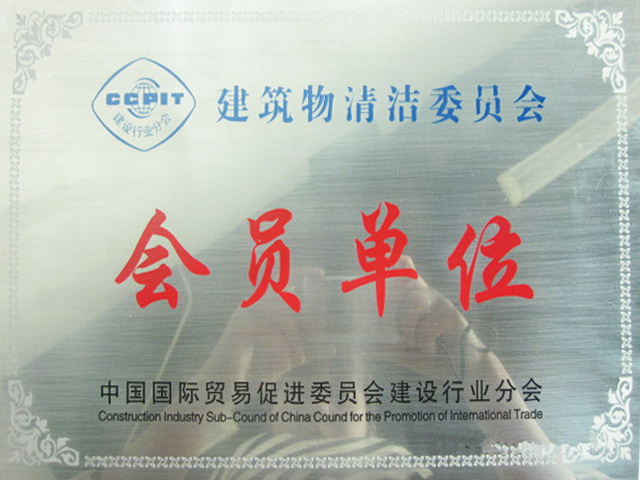 CCPIT
建设行业分会
建筑物清洁委员会
会员单位
中国国际贸易促进委员会建设行业分会
Construction Industry Sub-Cound of China Cound for the Promotion of International Trade